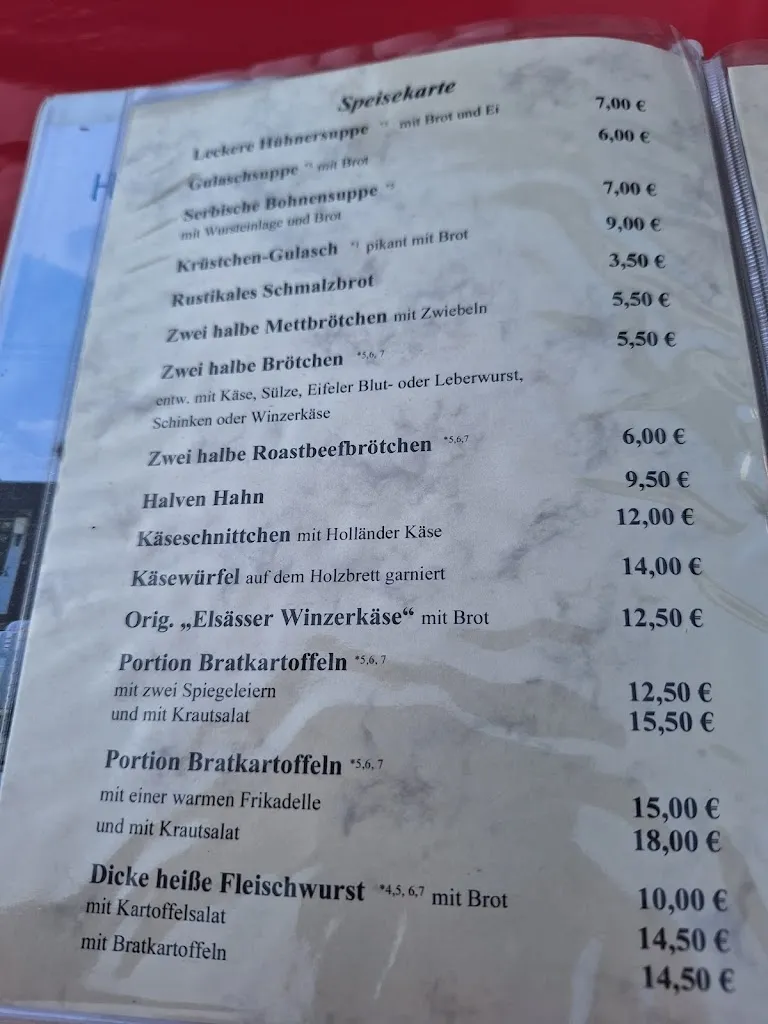 Speisekarte
Leckere Hühnersuppe mit Brot und Ei 7,00 €
Gulaschsuppe mit Brot 6,00 €
Serbische Bohnensuppe 7,00 €
mit Wursteinlage und Brot
Krüstchen-Gulasch pikant mit Brot 9,00 €
Rustikales Schmalzbrot 3,50 €
Zwei halbe Mettbrötchen mit Zwiebeln 5,50 €
Zwei halbe Brötchen *5,6, 7 5,50 €
entw. mit Käse, Sülze, Eifeler Blut- oder Leberwurst,
Schinken oder Winzerkäse
Zwei halbe Roastbeefbrötchen *5,6,7 6,00 €
Halven Hahn 9,50 €
Käseschnittchen mit Holländer Käse 12,00 €
Käsewürfel auf dem Holzbrett garniert 14,00 €
Orig. „Elsässer Winzerkäse“ mit Brot 12,50 €
Portion Bratkartoffeln *5,6, 7
mit zwei Spiegeleiern 12,50 €
und mit Krautsalat 15,50 €
Portion Bratkartoffeln *5,6, 7
mit einer warmen Frikadelle 15,00 €
und mit Krautsalat 18,00 €
Dicke heiße Fleischwurst *4,5, 6,7 mit Brot 10,00 €
mit Kartoffelsalat 14,50 €
mit Bratkartoffeln 14,50 €